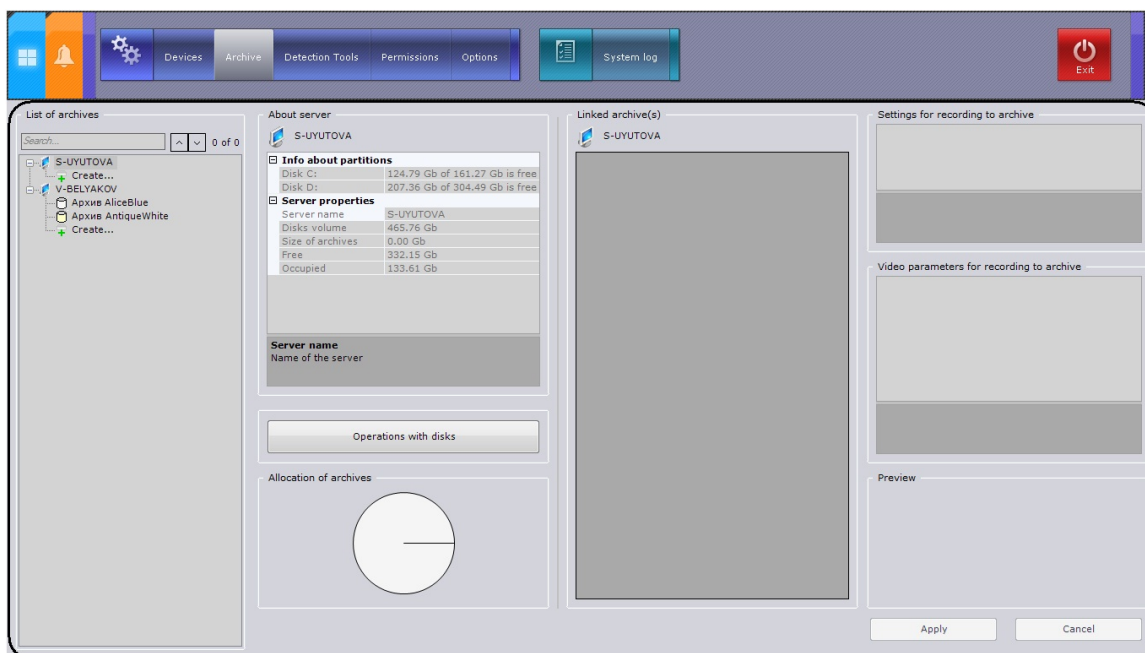 Devices
Archive
Detection Tools
Permissions
Options
System log
Exit
List of archives
Search...
0 of 0
S-UYUTOVA
Create...
V-BELYAKOV
Архив AliceBlue
Архив AntiqueWhite
Create...
About server
S-UYUTOVA
Info about partitions
Disk C: 124.79 Gb of 161.27 Gb is free
Disk D: 207.36 Gb of 304.49 Gb is free
Server properties
Server name S-UYUTOVA
Disks volume 465.76 Gb
Size of archives 0.00 Gb
Free 332.15 Gb
Occupied 133.61 Gb
Server name
Name of the server
Operations with disks
Allocation of archives
Linked archive(s)
S-UYUTOVA
Settings for recording to archive
Video parameters for recording to archive
Preview
Apply
Cancel